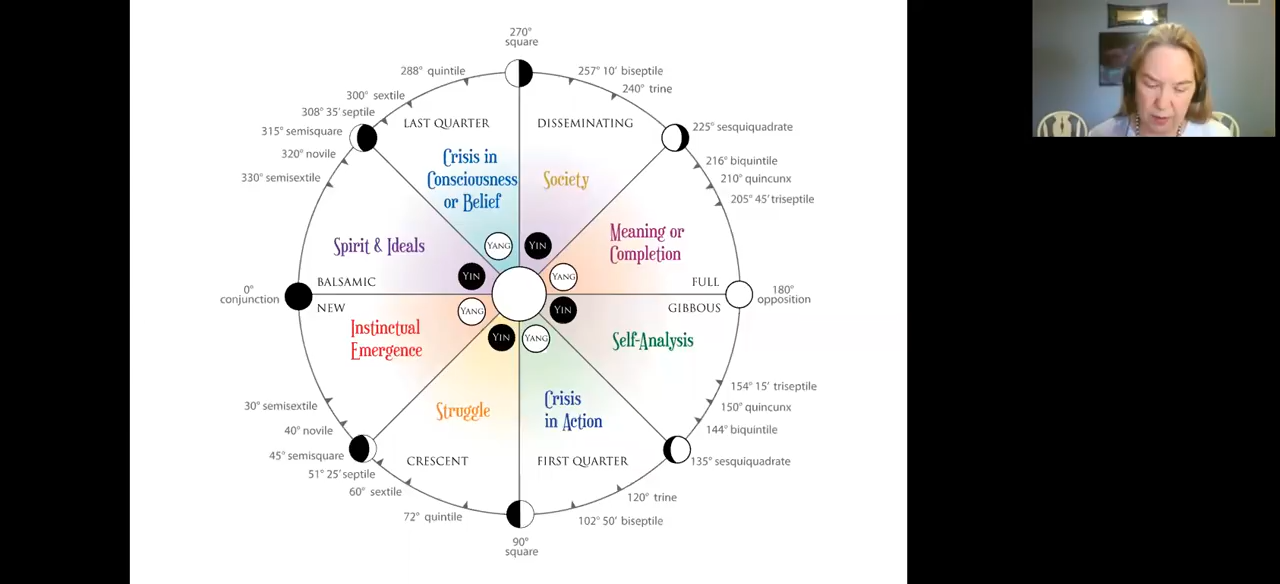 270°
square
288° quintile
257° 10′ biseptile
300° sextile
240° trine
308° 35′ septile
LAST QUARTER
DISSEMINATING
315° semisquare
225° sesquiquadrate
320° novile
Crisis in
Consciousness
or Belief
Society
216° biquintile
330° semisextile
210° quincunx
205° 45′ triseptile
Spirit & Ideals
Meaning or
Completion
YANG
YIN
YIN
YANG
BALSAMIC
FULL
0°
conjunction
180°
opposition
NEW
GIBBOUS
YANG
YIN
Instinctual
Emergence
YIN
YANG
Self-Analysis
154° 15′ triseptile
30° semisextile
Struggle
Crisis
in Action
150° quincunx
40° novile
144° biquintile
45° semisquare
CRESCENT
FIRST QUARTER
135° sesquiquadrate
51° 25′ septile
60° sextile
120° trine
72° quintile
102° 50′ biseptile
90°
square